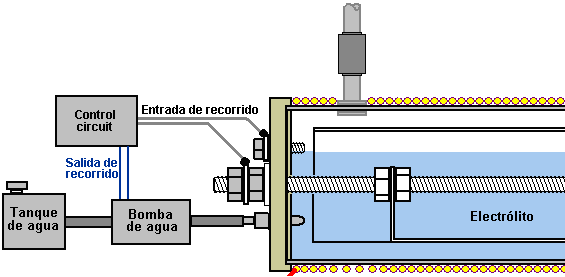 Control
circuit
Entrada de recorrido
Salida de
recorrido
Tanque
de agua
Bomba
de agua
Electrólito